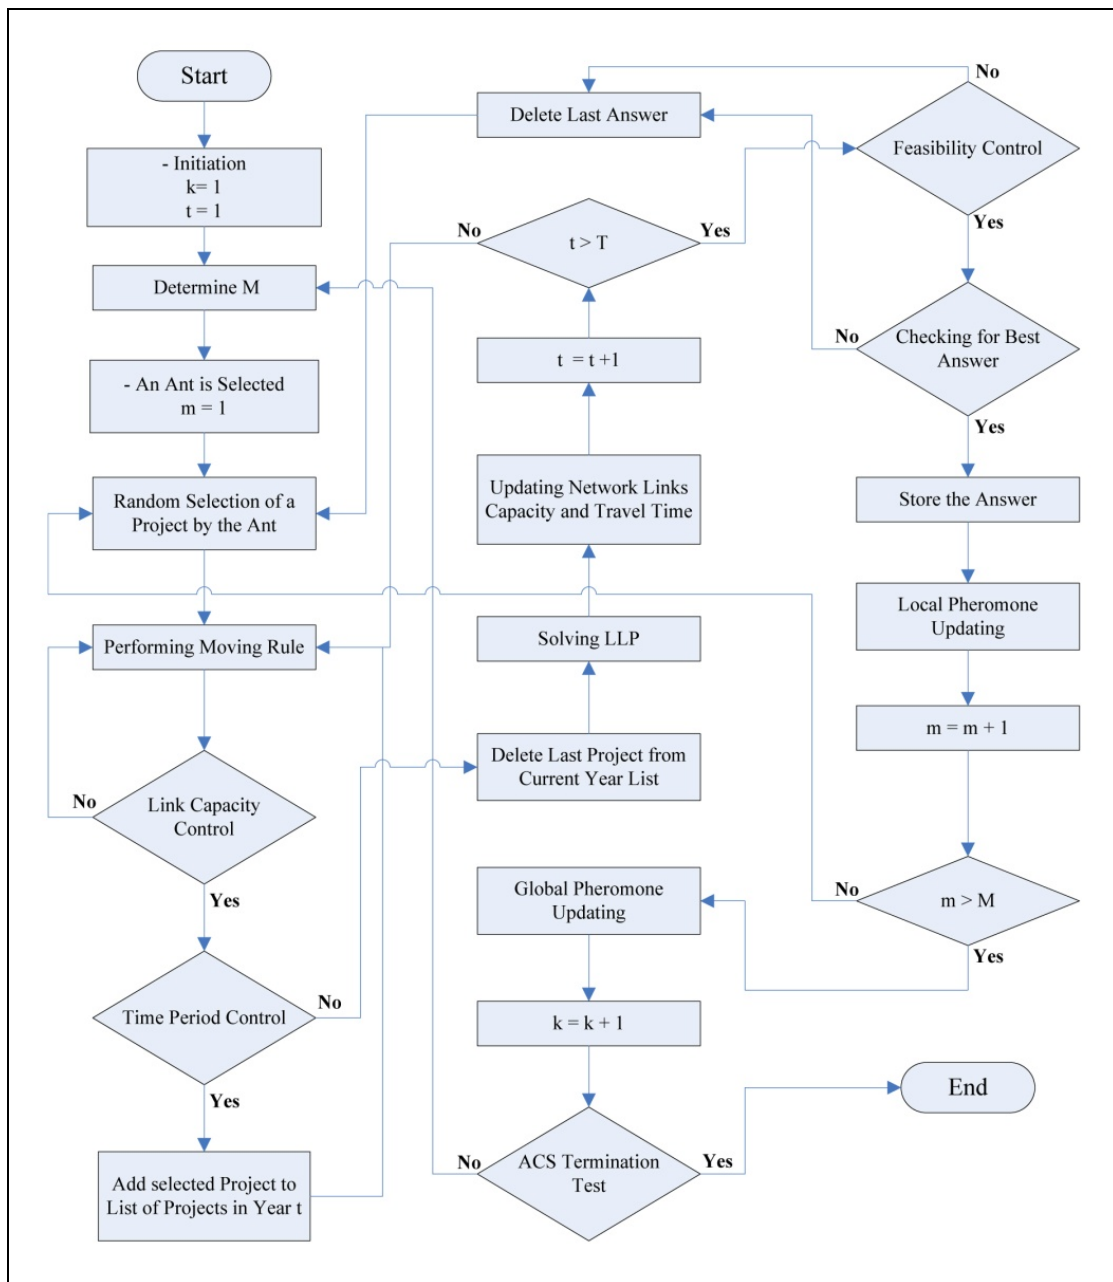 Start
- Initiation
k= 1
t = 1
Determine M
- An Ant is Selected
m = 1
Random Selection of a
Project by the Ant
Performing Moving Rule
Link Capacity
Control
No
Yes
Time Period Control
No
Yes
Add selected Project to
List of Projects in Year t
Delete Last Answer
t > T
No
Yes
t = t +1
Updating Network Links
Capacity and Travel Time
Solving LLP
Delete Last Project from
Current Year List
Global Pheromone
Updating
k = k + 1
ACS Termination
Test
No
Yes
No
Feasibility Control
Yes
Checking for Best
Answer
No
Yes
Store the Answer
Local Pheromone
Updating
m = m + 1
m > M
No
Yes
End